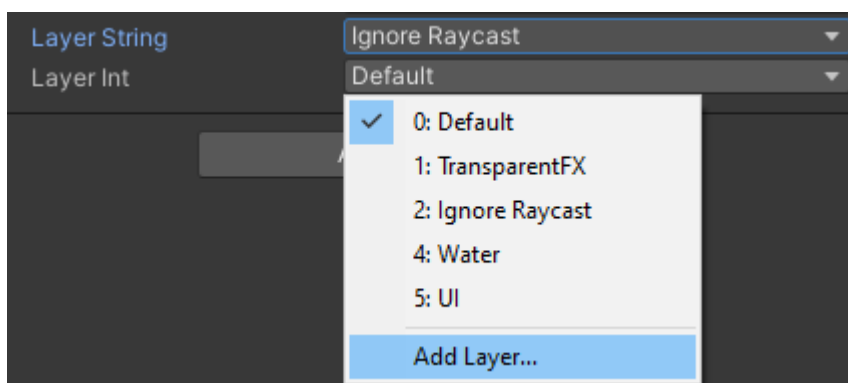 Layer String
Ignore Raycast
Layer Int
Default
0: Default
1: TransparentFX
2: Ignore Raycast
4: Water
5: UI
Add Layer...